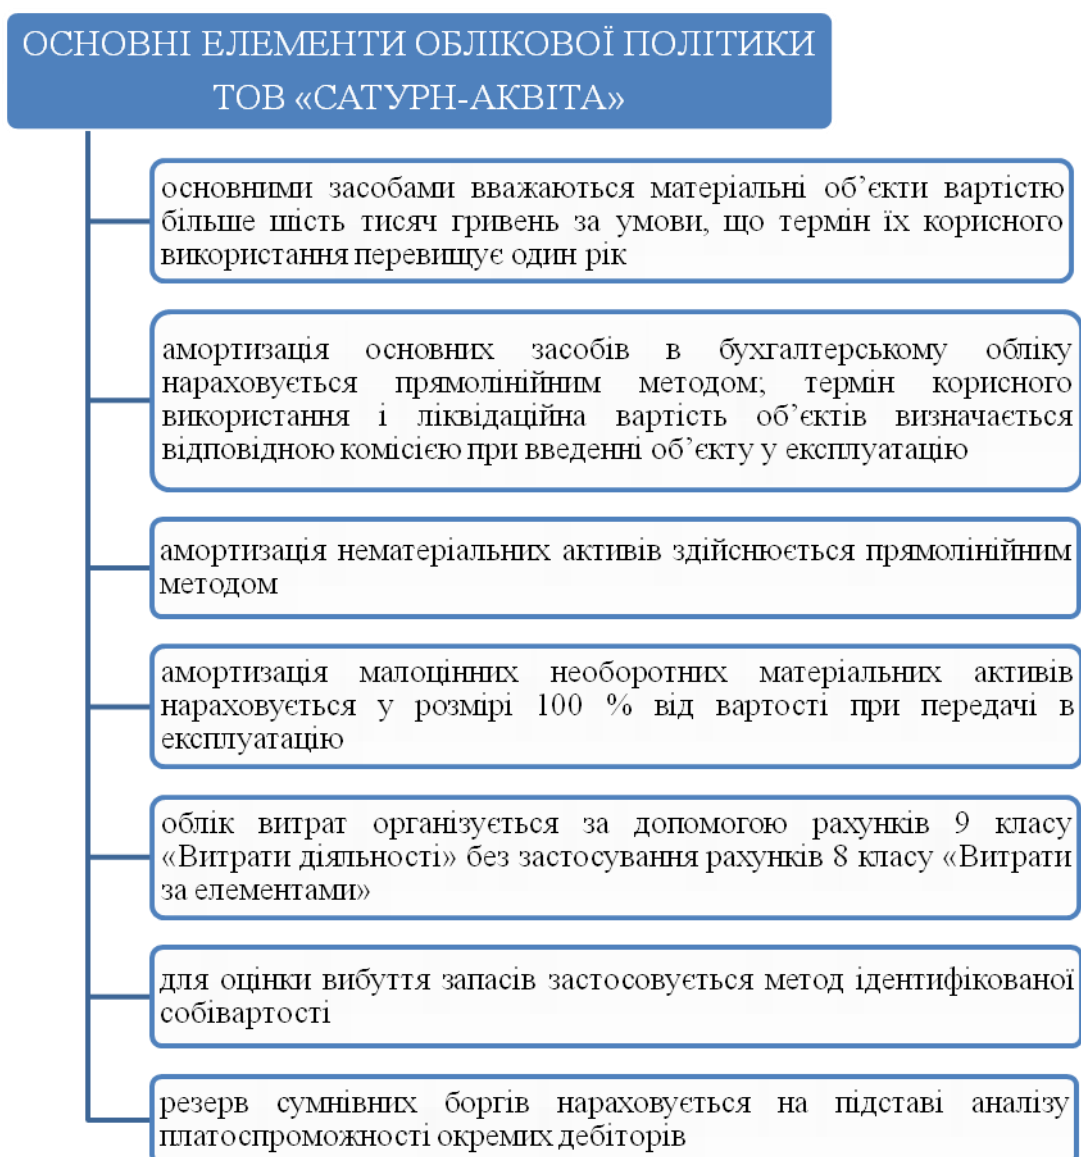 ОСНОВНІ ЕЛЕМЕНТИ ОБЛІКОВОЇ ПОЛІТИКИ
ТОВ «САТУРН-АКВІТА»
основними засобами вважаються матеріальні об’єкти вартістю
більше шість тисяч гривень за умови, що термін їх корисного
використання перевищує один рік
амортизація основних засобів в бухгалтерському обліку
нараховується прямолінійним методом; термін корисного
використання і ліквідаційна вартість об’єктів визначається
відповідною комісією при введенні об’єкту у експлуатацію
амортизація нематеріальних активів здійснюється прямолінійним
методом
амортизація малоцінних необоротних матеріальних активів
нараховується у розмірі 100 % від вартості при передачі в
експлуатацію
облік витрат організується за допомогою рахунків 9 класу
«Витрати діяльності» без застосування рахунків 8 класу «Витрати
за елементами»
для оцінки вибуття запасів застосовується метод ідентифікованої
собівартості
резерв сумнівних боргів нараховується на підставі аналізу
платоспроможності окремих дебіторів